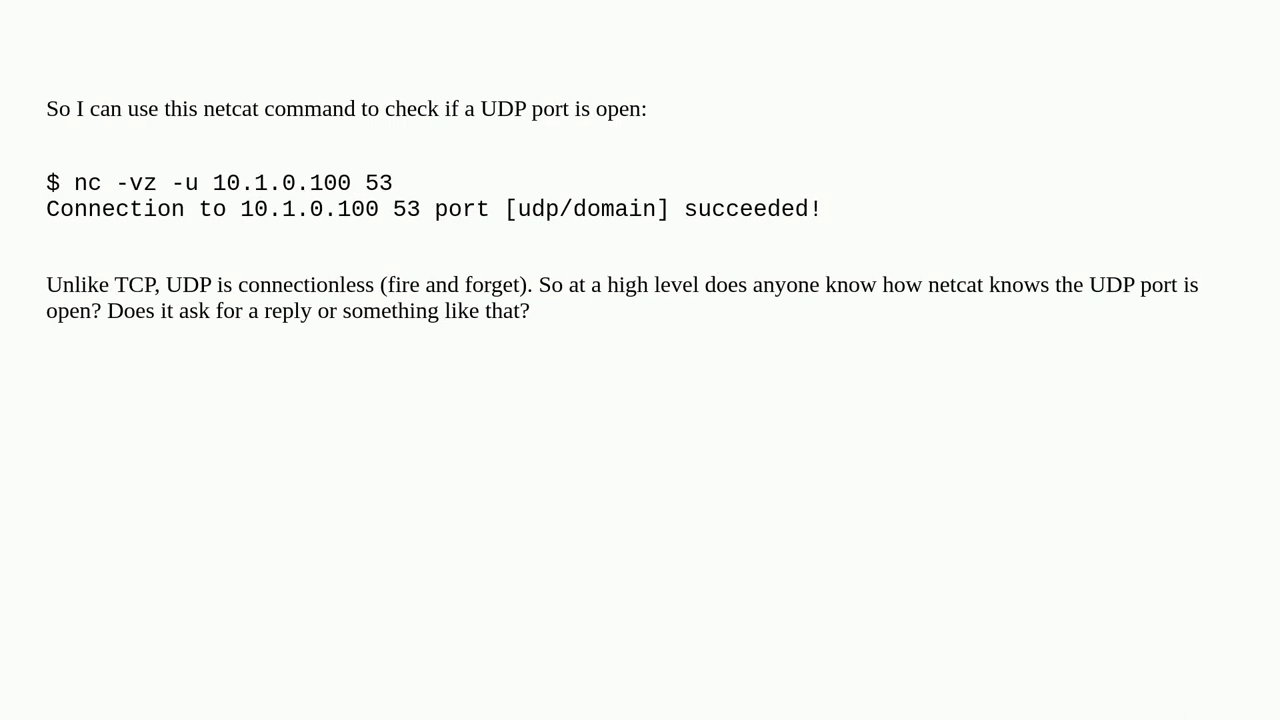 So I can use this netcat command to check if a UDP port is open:
$ nc -vz -u 10.1.0.100 53
Connection to 10.1.0.100 53 port [udp/domain] succeeded!
Unlike TCP, UDP is connectionless (fire and forget). So at a high level does anyone know how netcat knows the UDP port is
open? Does it ask for a reply or something like that?